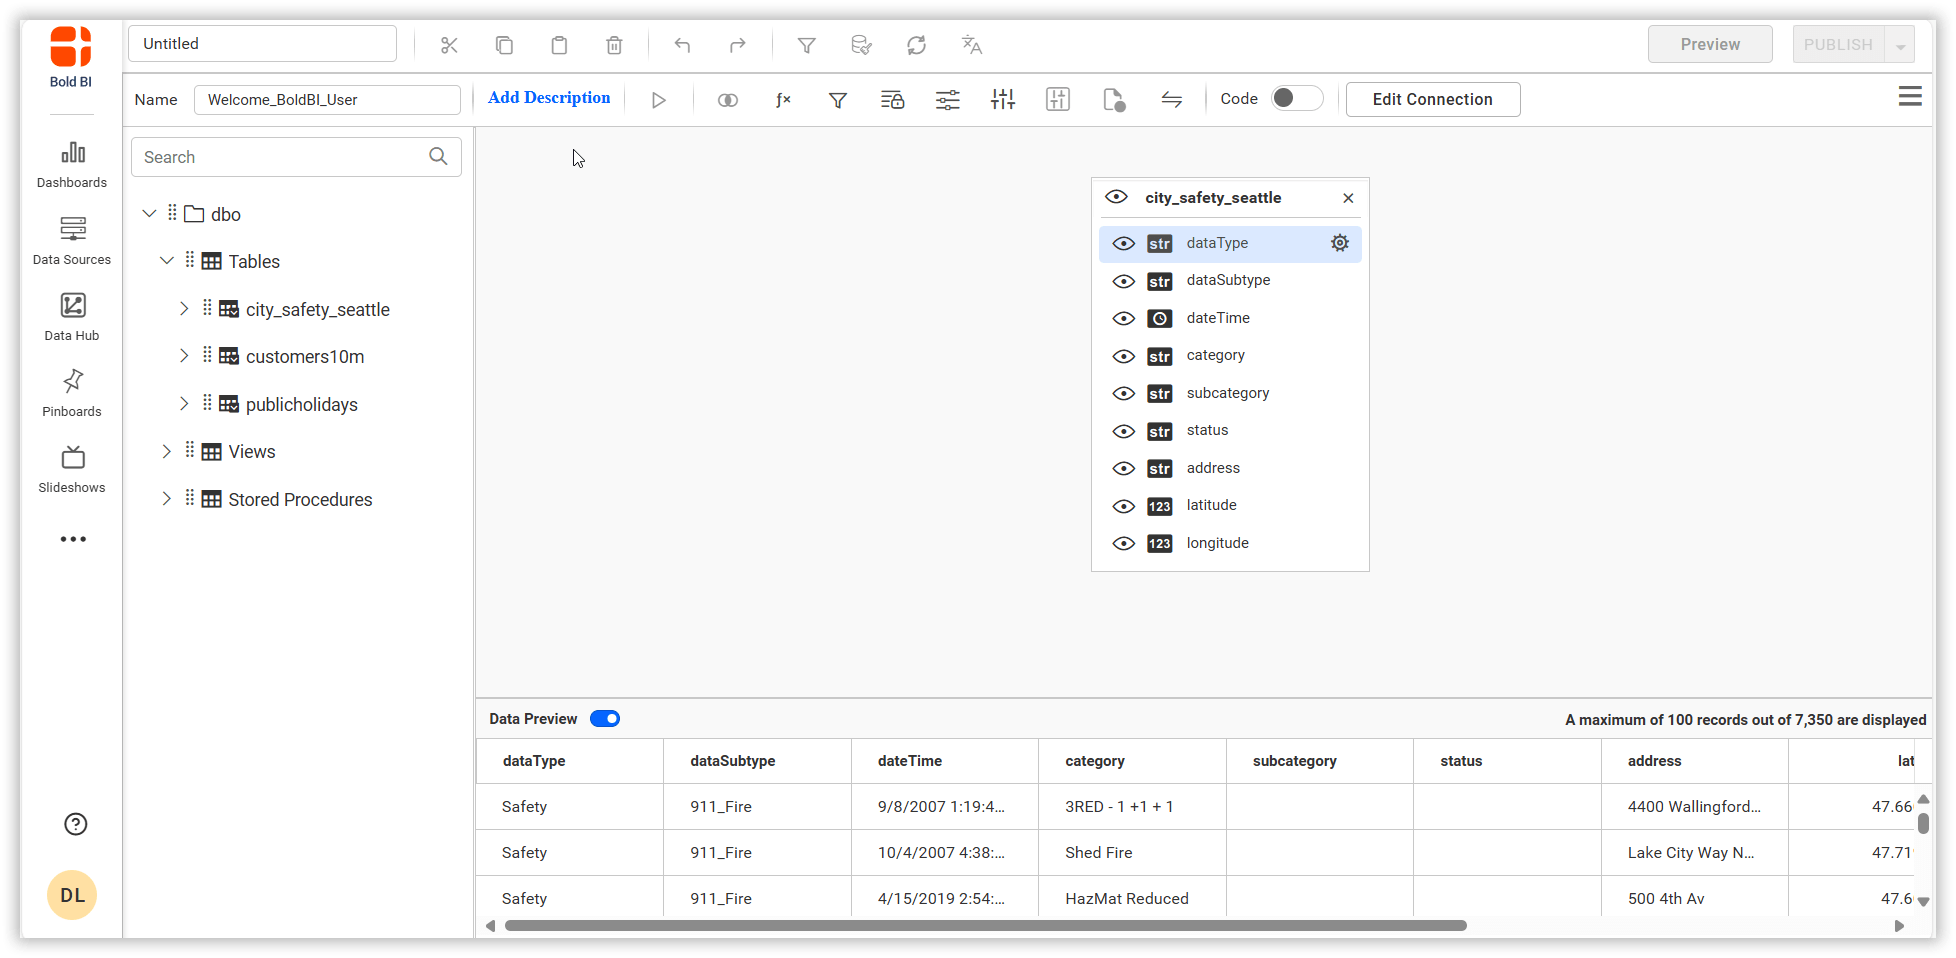 Untitled
Preview
PUBLISH
Bold BI
Name
Welcome_BoldBI_User
Add Description
ƒx
Code
Edit Connection
Dashboards
Data Sources
Data Hub
Pinboards
Slideshows
DL
Search
dbo
Tables
city_safety_seattle
customers10m
publicholidays
Views
Stored Procedures
city_safety_seattle
str dataType
str dataSubtype
dateTime
str category
str subcategory
str status
str address
123 latitude
123 longitude
Data Preview
A maximum of 100 records out of 7,350 are displayed
dataType dataSubtype dateTime category subcategory status address lat
Safety 911_Fire 9/8/2007 1:19:4... 3RED - 1 +1 + 1 4400 Wallingford... 47.66
Safety 911_Fire 10/4/2007 4:38:... Shed Fire Lake City Way N... 47.71
Safety 911_Fire 4/15/2019 2:54:... HazMat Reduced 500 4th Av 47.6